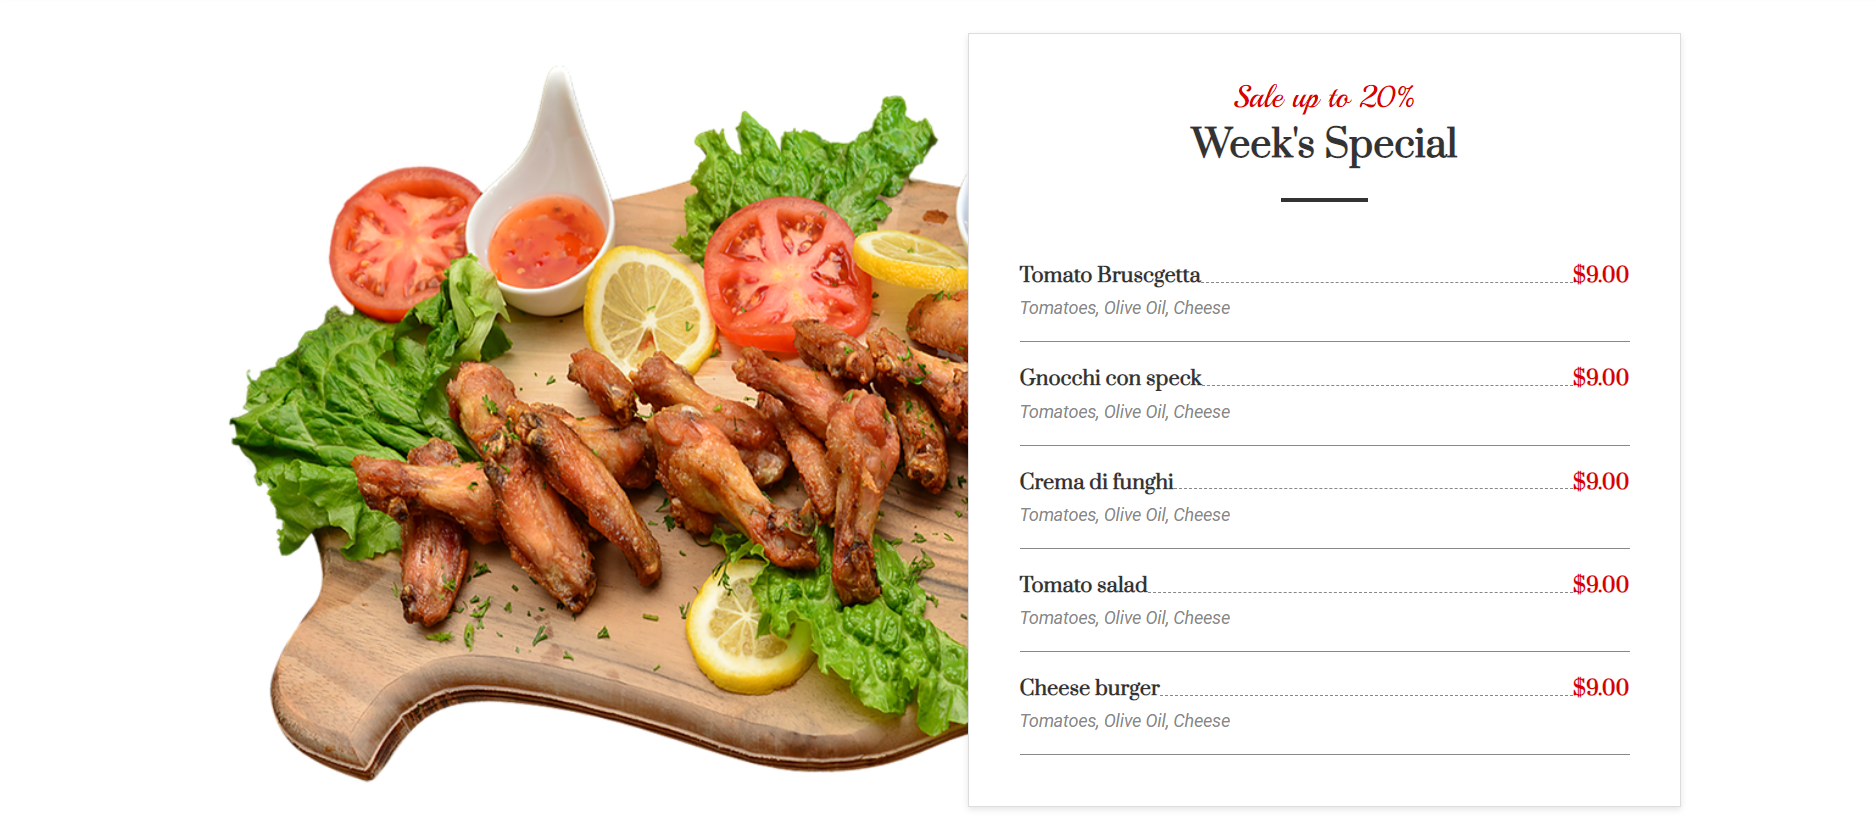 Sale up to 20%
Week's Special
Tomato Bruscgetta $9.00
Tomatoes, Olive Oil, Cheese
Gnocchi con speck $9.00
Tomatoes, Olive Oil, Cheese
Crema di funghi $9.00
Tomatoes, Olive Oil, Cheese
Tomato salad $9.00
Tomatoes, Olive Oil, Cheese
Cheese burger $9.00
Tomatoes, Olive Oil, Cheese